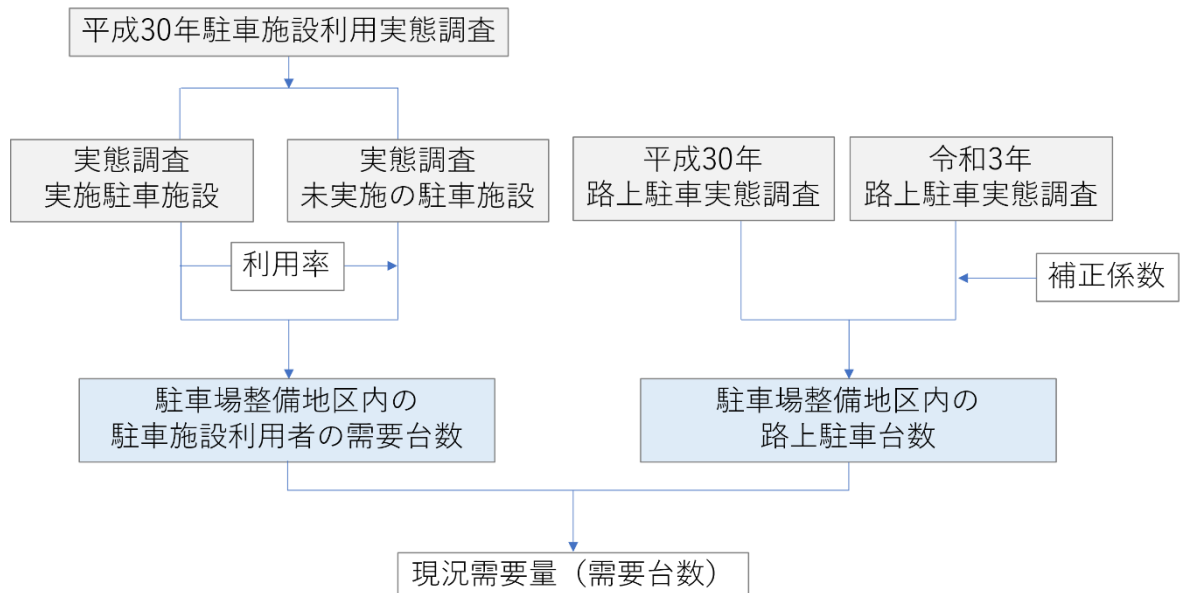 平成30年駐車施設利用実態調査
実態調査
実施駐車施設
実態調査
未実施の駐車施設
平成30年
路上駐車実態調査
令和3年
路上駐車実態調査
利用率
補正係数
駐車場整備地区内の
駐車施設利用者の需要台数
駐車場整備地区内の
路上駐車台数
現況需要量（需要台数）